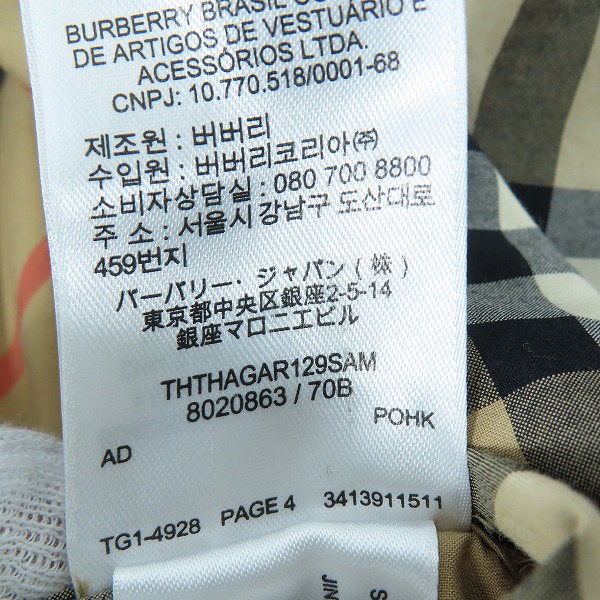 BURBERRY BRASIL
DE ARTIGOS DE VESTUÁRIO E
ACESSÓRIOS LTDA.
CNPJ: 10.770.518/0001-68
제조원 : 버버리
수입원 : 버버리코리아㈜
소비자상담실 : 080 700 8800
주 소 : 서울시 강남구 도산대로
459번지
バーバリー・ジャパン(株)
東京都中央区銀座2-5-14
銀座マロニエビル
THTHAGAR129SAM
8020863 / 70B
POHK
AD
TG1-4928 PAGE 4 3413911511